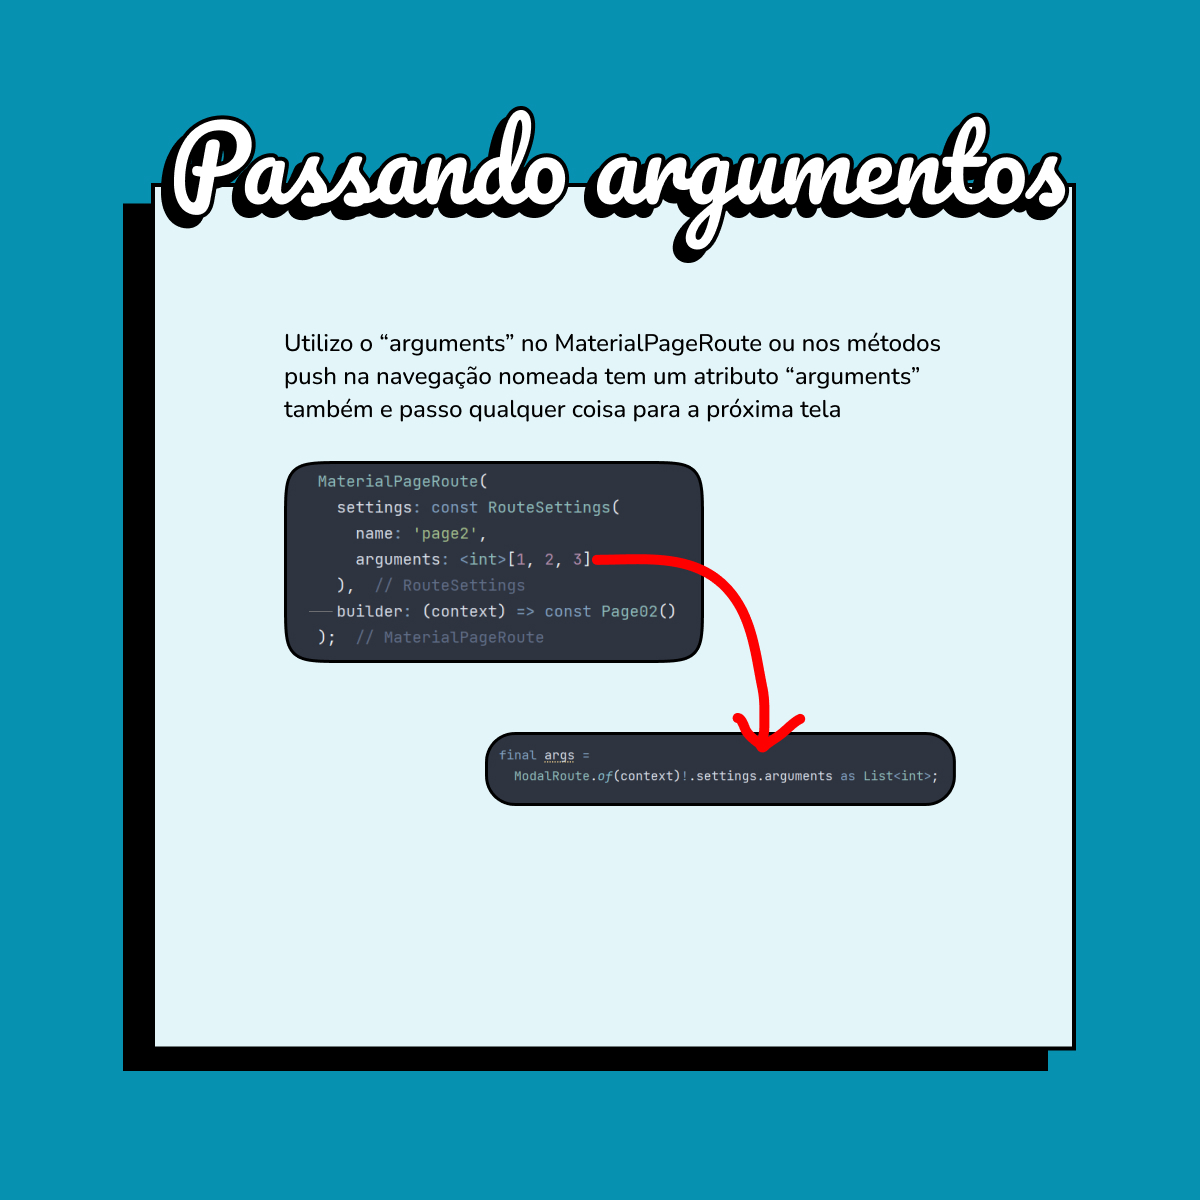 Passando argumentos
Utilizo o “arguments” no MaterialPageRoute ou nos métodos
push na navegação nomeada tem um atributo “arguments”
também e passo qualquer coisa para a próxima tela
MaterialPageRoute(
settings: const RouteSettings(
name: 'page2',
arguments: <int>[1, 2, 3]
), // RouteSettings
builder: (context) => const Page02()
); // MaterialPageRoute
final args =
ModalRoute.of(context)!.settings.arguments as List<int>;